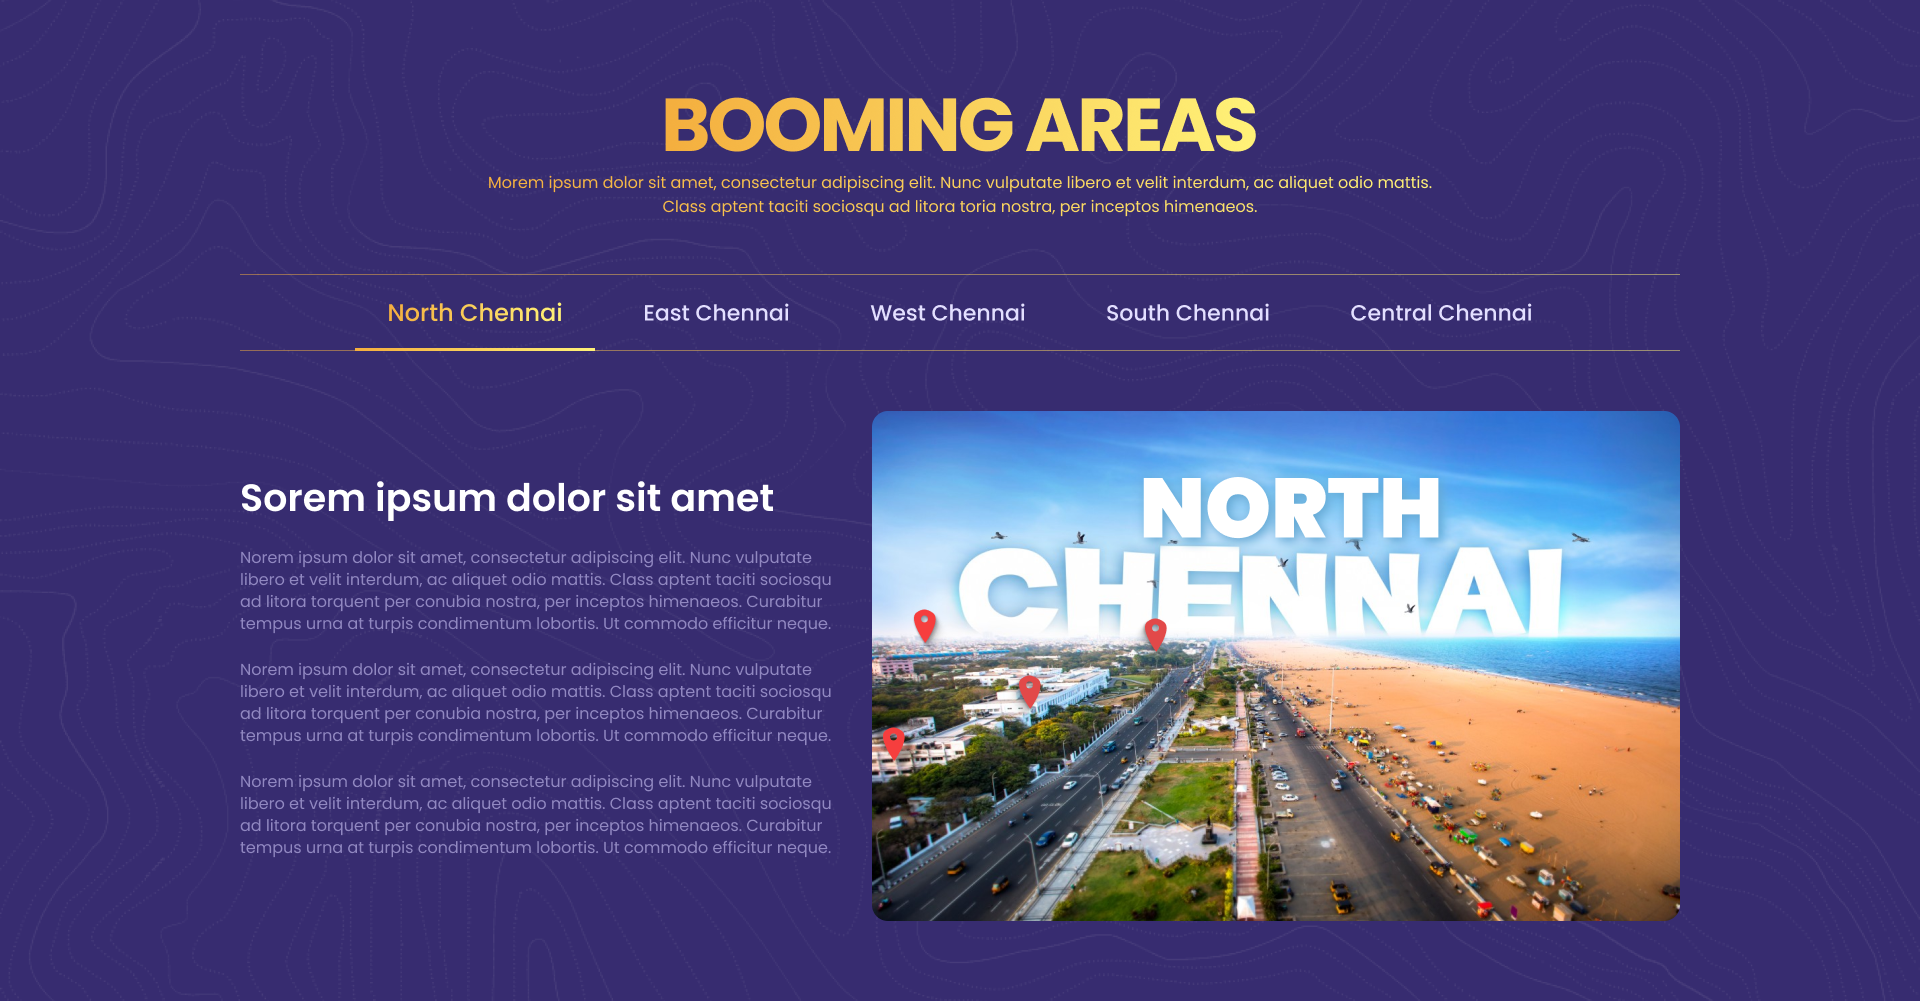 BOOMING AREAS
Morem ipsum dolor sit amet, consectetur adipiscing elit. Nunc vulputate libero et velit interdum, ac aliquet odio mattis.
Class aptent taciti sociosqu ad litora toria nostra, per inceptos himenaeos.
North Chennai
East Chennai
West Chennai
South Chennai
Central Chennai
Sorem ipsum dolor sit amet
Norem ipsum dolor sit amet, consectetur adipiscing elit. Nunc vulputate
libero et velit interdum, ac aliquet odio mattis. Class aptent taciti sociosqu
ad litora torquent per conubia nostra, per inceptos himenaeos. Curabitur
tempus urna at turpis condimentum lobortis. Ut commodo efficitur neque.
Norem ipsum dolor sit amet, consectetur adipiscing elit. Nunc vulputate
libero et velit interdum, ac aliquet odio mattis. Class aptent taciti sociosqu
ad litora torquent per conubia nostra, per inceptos himenaeos. Curabitur
tempus urna at turpis condimentum lobortis. Ut commodo efficitur neque.
Norem ipsum dolor sit amet, consectetur adipiscing elit. Nunc vulputate
libero et velit interdum, ac aliquet odio mattis. Class aptent taciti sociosqu
ad litora torquent per conubia nostra, per inceptos himenaeos. Curabitur
tempus urna at turpis condimentum lobortis. Ut commodo efficitur neque.
NORTH
CHENNAI